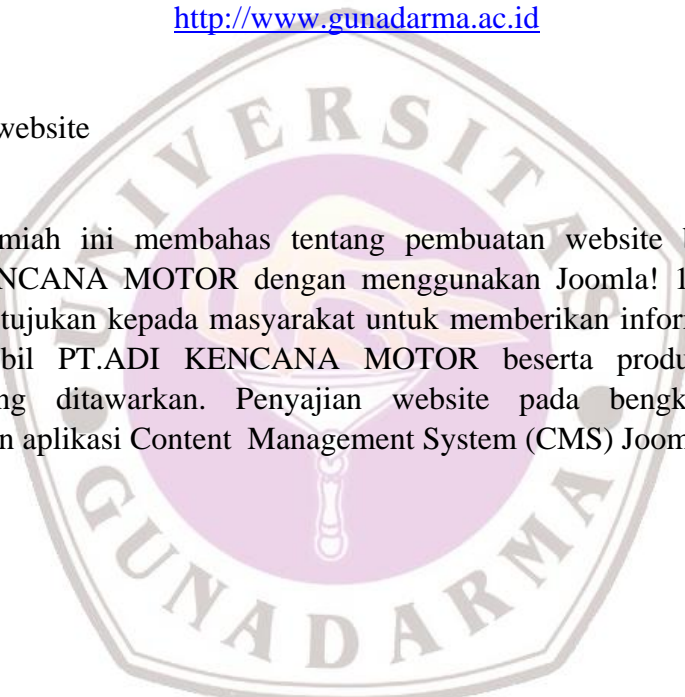 http://www.gunadarma.ac.id
website
miah ini membahas tentang pembuatan website
NCANA MOTOR dengan menggunakan Joomla! 1
tujukan kepada masyarakat untuk memberikan infor
bil PT.ADI KENCANA MOTOR beserta produ
ng ditawarkan. Penyajian website pada bengk
n aplikasi Content Management System (CMS) Joom
UNIVERSITAS
GUNADARMA